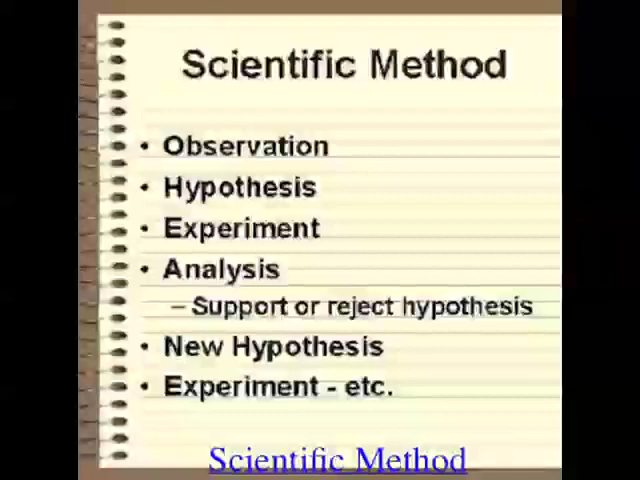 Scientific Method
• Observation
• Hypothesis
• Experiment
• Analysis
– Support or reject hypothesis
• New Hypothesis
• Experiment - etc.
Scientific Method